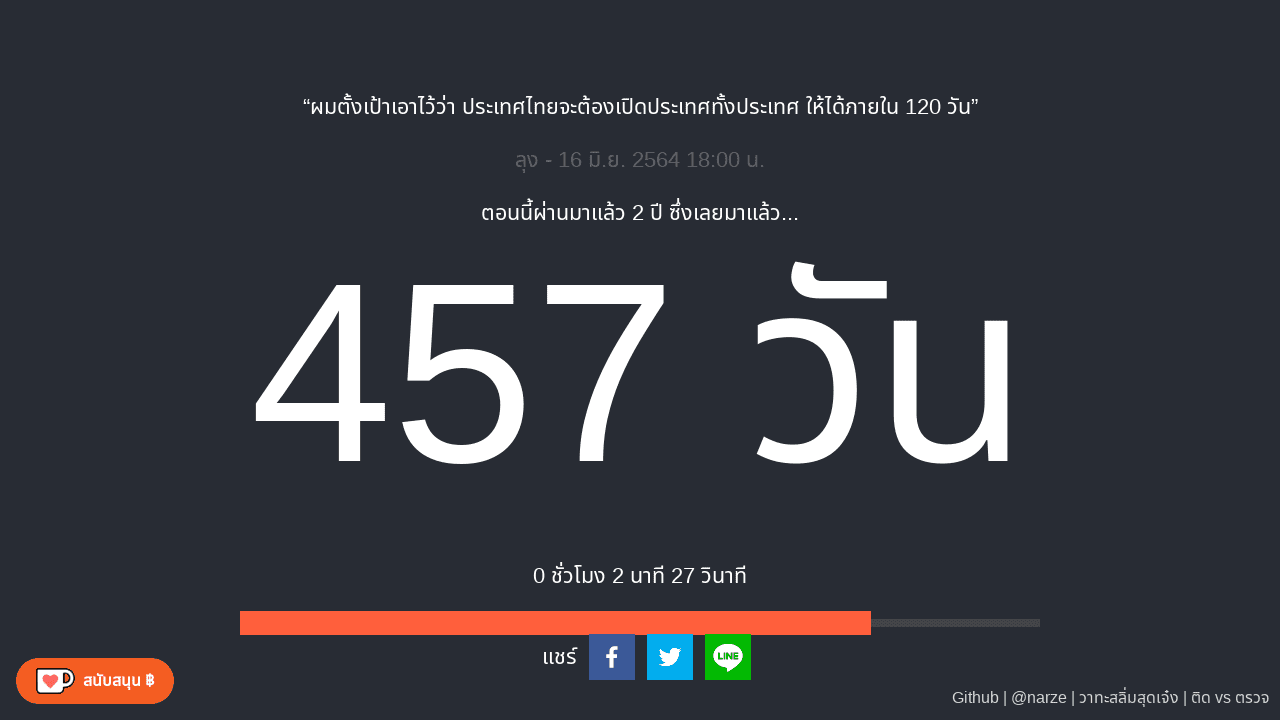 “ผมตั้งเป้าเอาไว้ว่า ประเทศไทยจะต้องเปิดประเทศทั้งประเทศ ให้ได้ภายใน 120 วัน”
ลุง - 16 มิ.ย. 2564 18:00 น.
ตอนนี้ผ่านมาแล้ว 2 ปี ซึ่งเลยมาแล้ว...
457 วัน
0 ชั่วโมง 2 นาที 27 วินาที
แชร์
LINE
สนับสนุน ฿
Github | @narze | วาทะสลิ่มสุดเจ๋ง | ติด vs ตรวจ